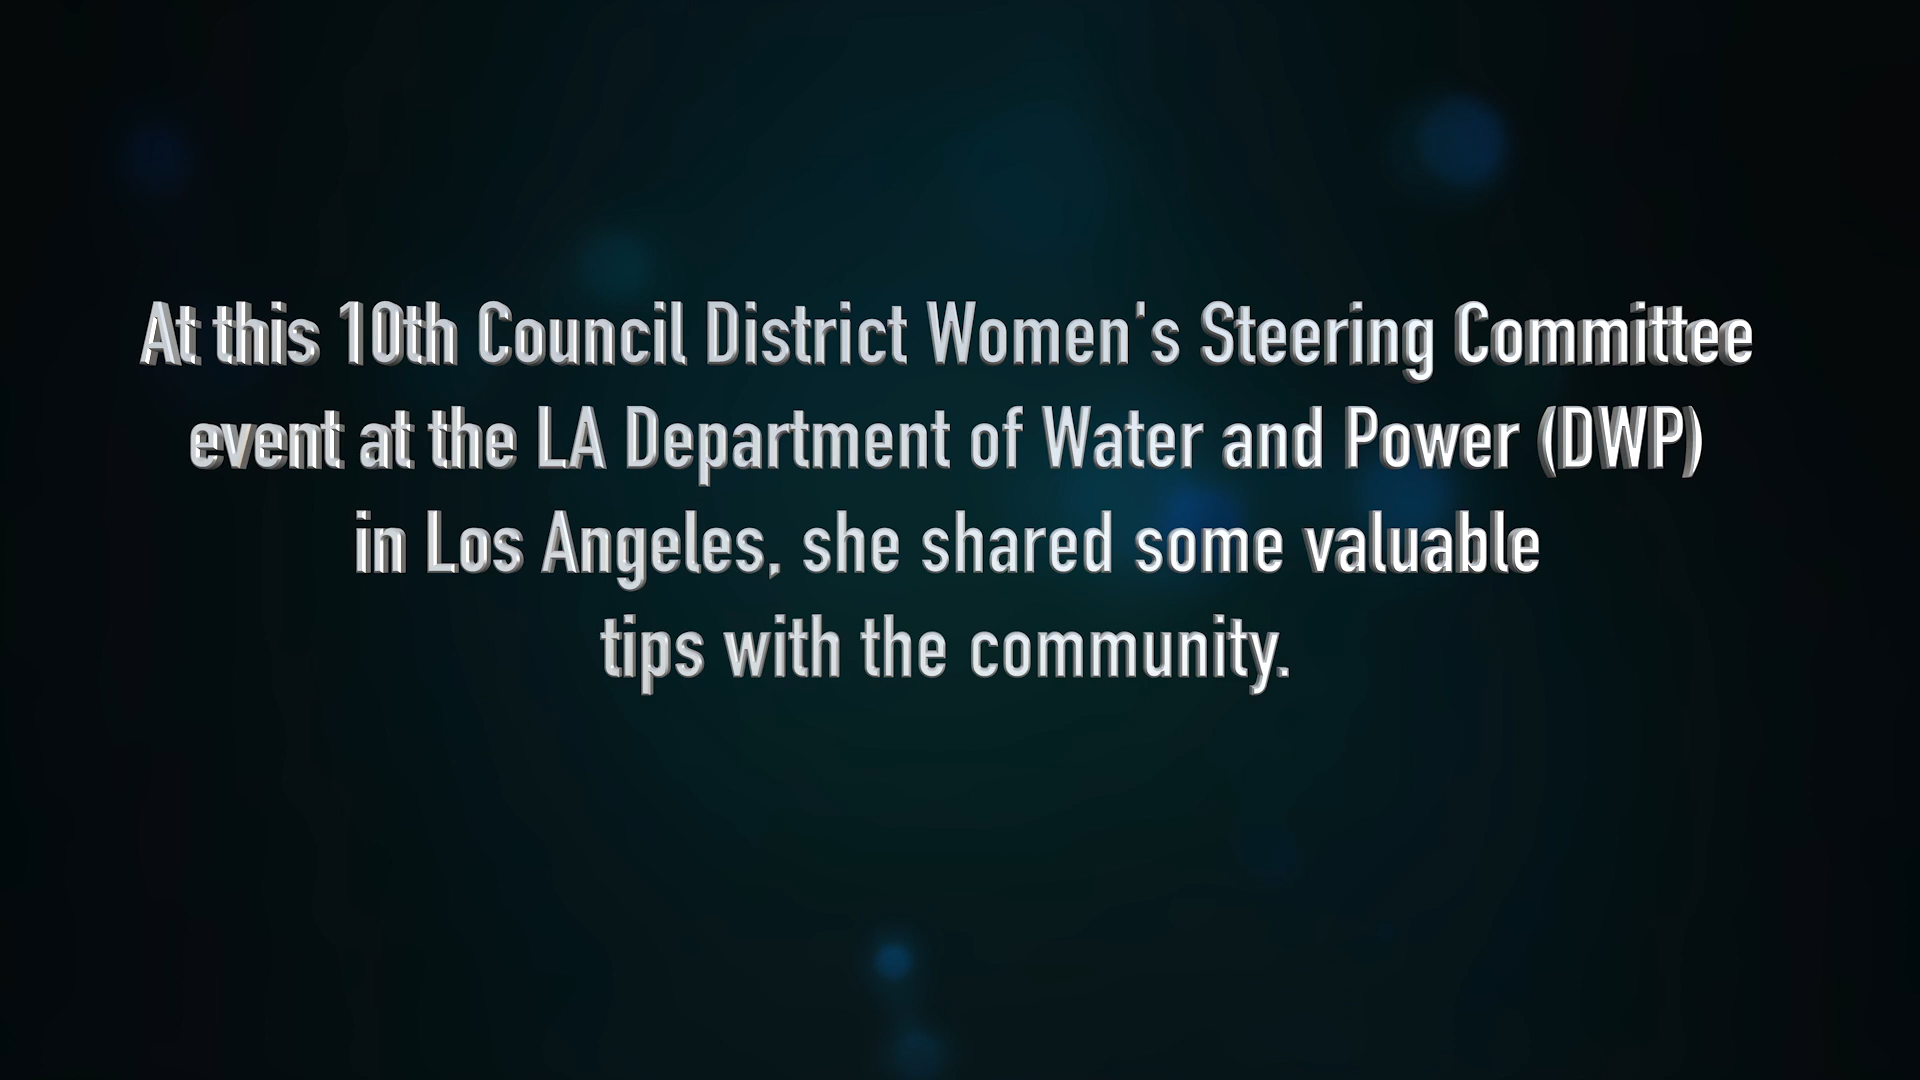 At this 10th Council District Women's Steering Committee
event at the LA Department of Water and Power (DWP)
in Los Angeles, she shared some valuable
tips with the community.